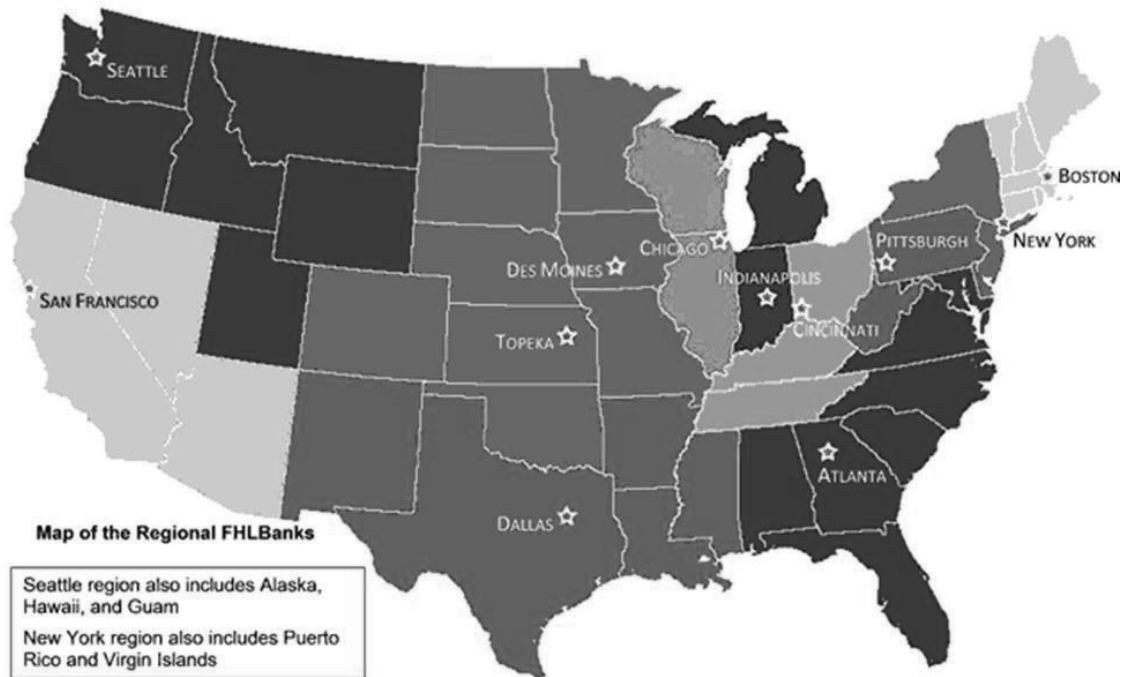 SEATTLE
BOSTON
CHICAGO
PITTSBURGH
NEW YORK
DES MOINES
INDIANAPOLIS
SAN FRANCISCO
CINCINNATI
TOPEKA
ATLANTA
DALLAS
Map of the Regional FHLBanks
Seattle region also includes Alaska,
Hawaii, and Guam
New York region also includes Puerto
Rico and Virgin Islands